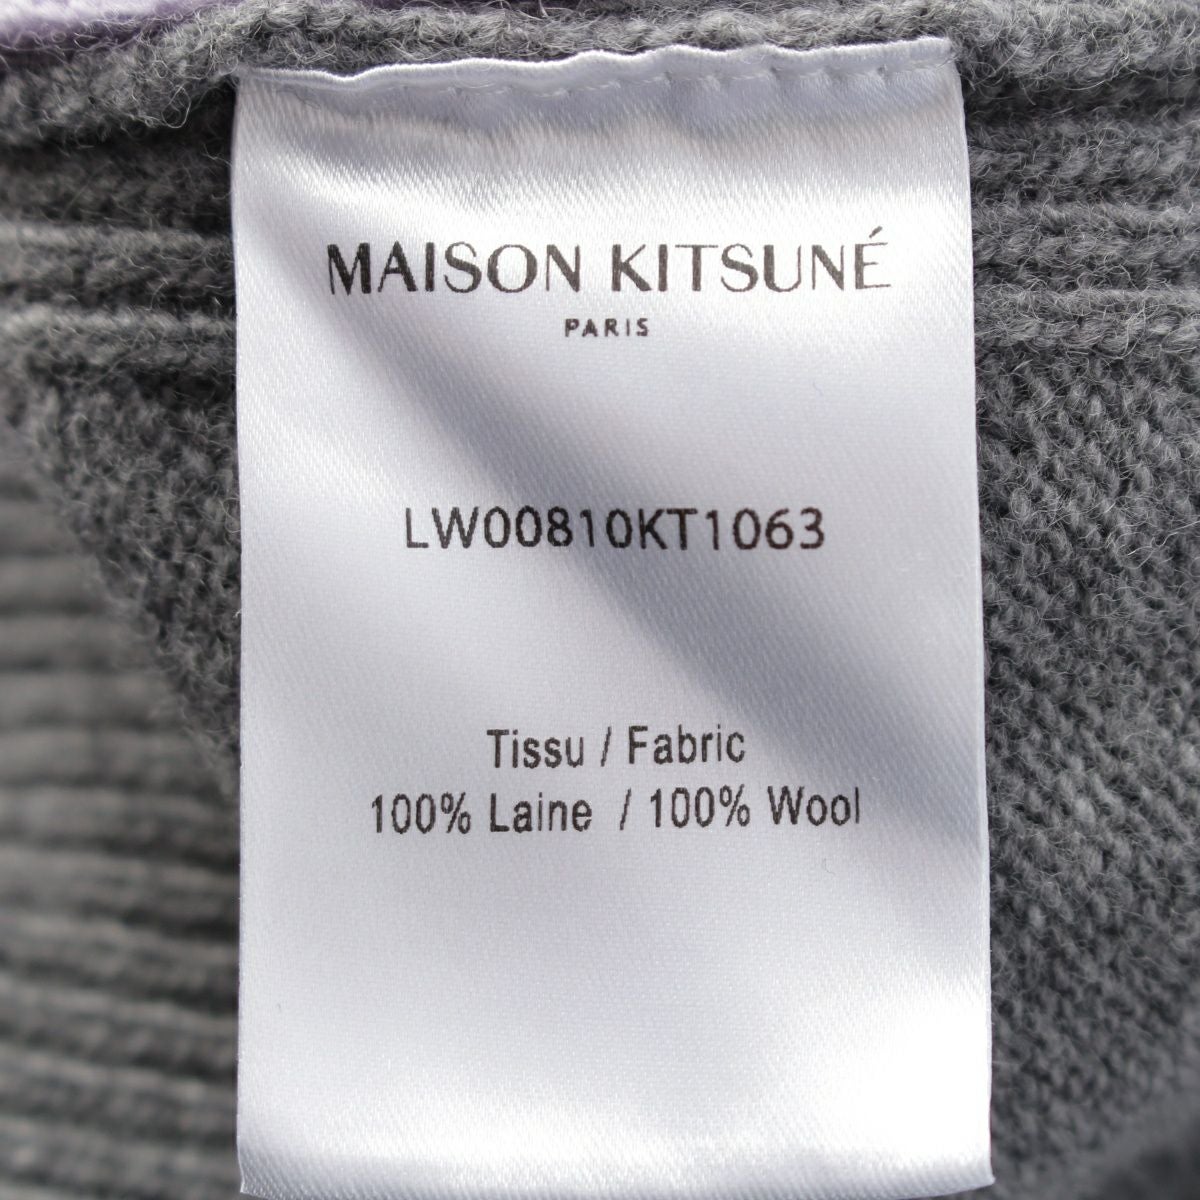 MAISON KITSUNÉ
PARIS
LW00810KT1063
Tissu / Fabric
100% Laine / 100% Wool